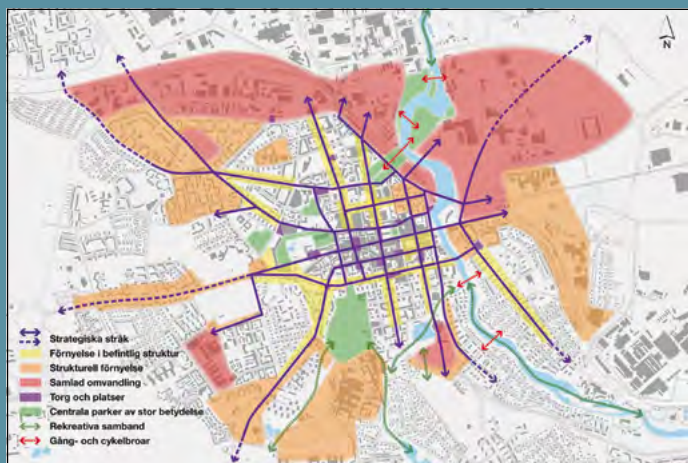 N
Strategiska stråk
Förnyelse i befintlig struktur
Strukturell förnyelse
Samlad omvandling
Torg och platser
Centrala parker av stor betydelse
Rekreativa samband
Gång- och cykelbroar